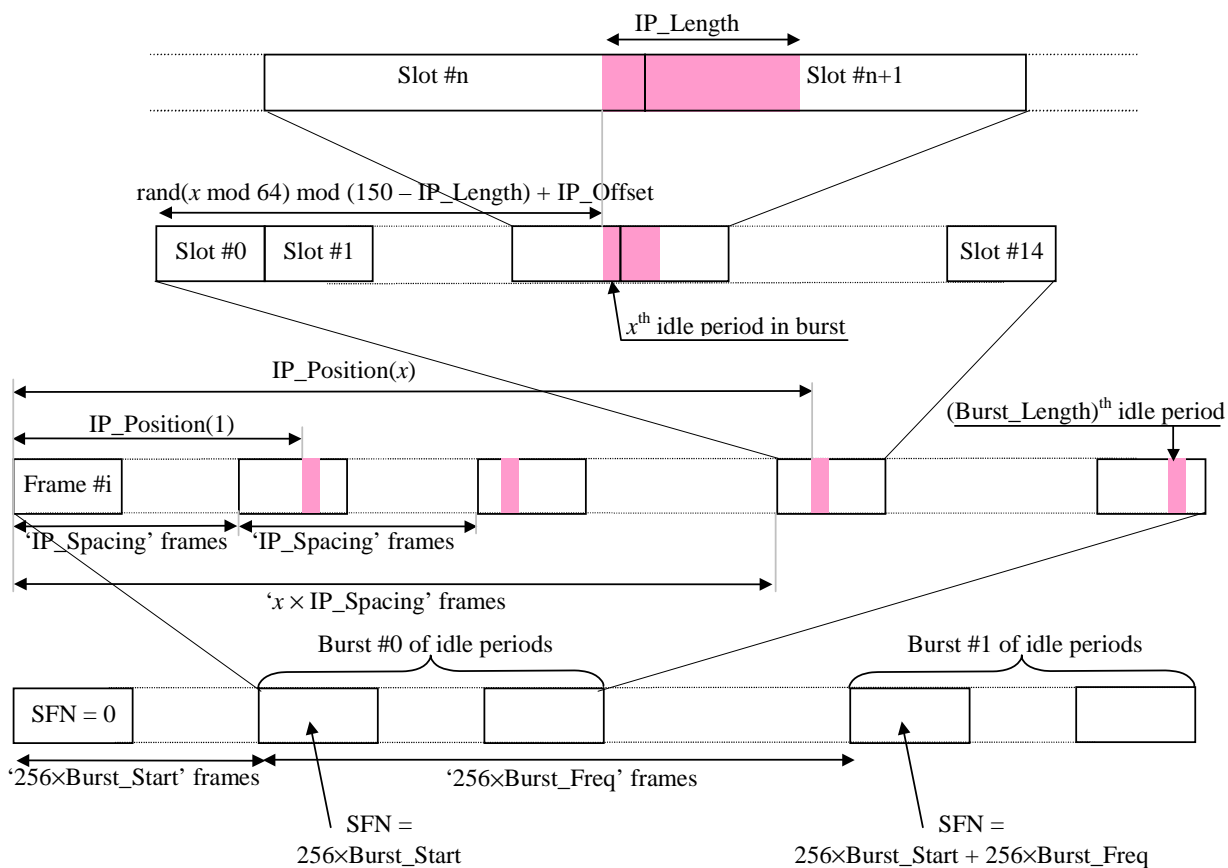 IP_Length
Slot #n
Slot #n+1
rand(x mod 64) mod (150 – IP_Length) + IP_Offset
Slot #0
Slot #1
Slot #14
xth idle period in burst
IP_Position(x)
IP_Position(1)
(Burst_Length)th idle period
Frame #i
‘IP_Spacing’ frames
‘IP_Spacing’ frames
‘x × IP_Spacing’ frames
Burst #0 of idle periods
Burst #1 of idle periods
SFN = 0
‘256×Burst_Start’ frames
‘256×Burst_Freq’ frames
SFN =
256×Burst_Start
SFN =
256×Burst_Start + 256×Burst_Freq